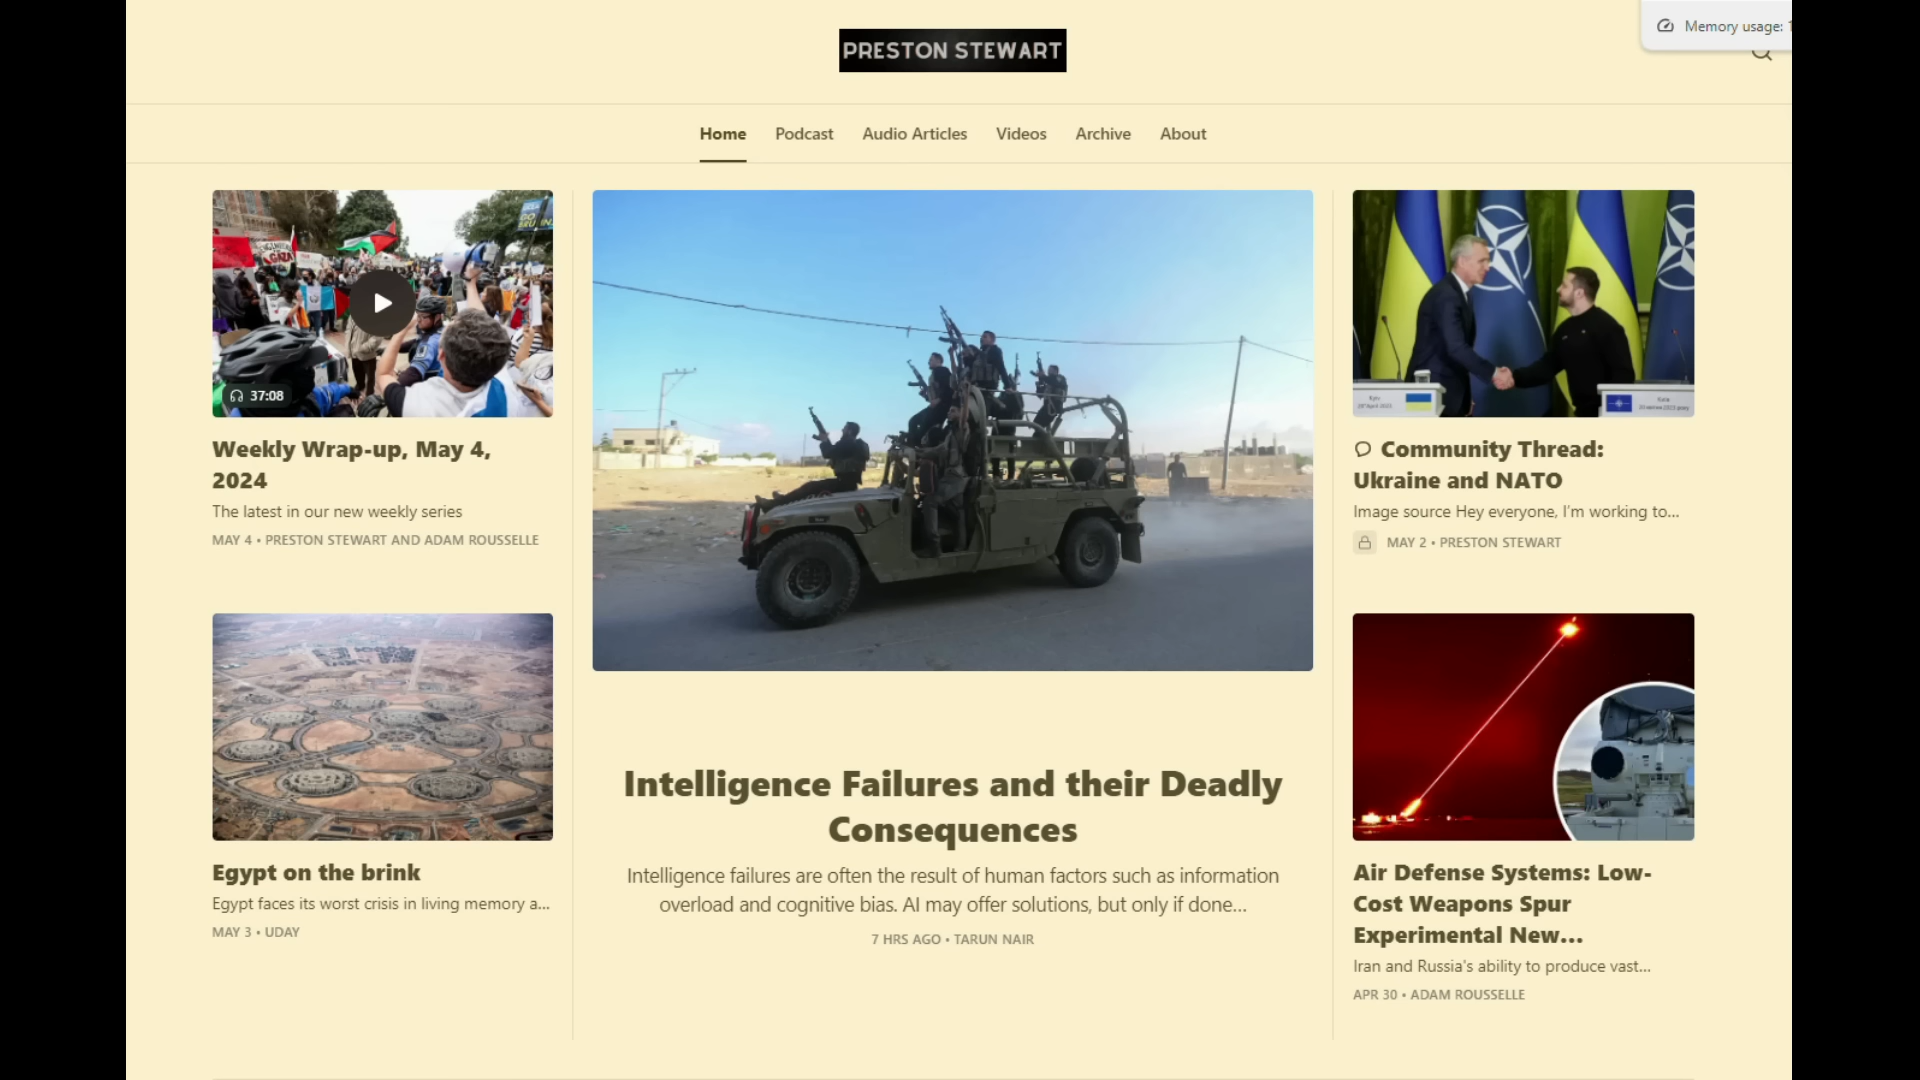 PRESTON STEWART
Memory usage:
Home
Podcast
Audio Articles
Videos
Archive
About
GAZA
37:08
Weekly Wrap-up, May 4,
2024
The latest in our new weekly series
MAY 4 • PRESTON STEWART AND ADAM ROUSSELLE
Egypt on the brink
Egypt faces its worst crisis in living memory a...
MAY 3 • UDAY
Intelligence Failures and their Deadly
Consequences
Intelligence failures are often the result of human factors such as information
overload and cognitive bias. AI may offer solutions, but only if done...
7 HRS AGO • TARUN NAIR
Community Thread:
Ukraine and NATO
Image source Hey everyone, I'm working to...
MAY 2 • PRESTON STEWART
Air Defense Systems: Low-
Cost Weapons Spur
Experimental New...
Iran and Russia's ability to produce vast...
APR 30 • ADAM ROUSSELLE